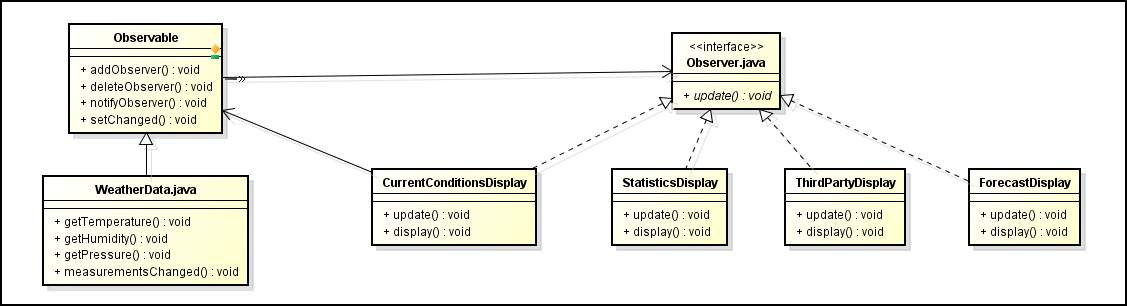 Observable
+ addObserver() : void
+ deleteObserver() : void
+ notifyObserver() : void
+ setChanged() : void
<<interface>>
Observer.java
+ update() : void
WeatherData.java
+ getTemperature() : void
+ getHumidity() : void
+ getPressure() : void
+ measurementsChanged() : void
CurrentConditionsDisplay
+ update() : void
+ display() : void
StatisticsDisplay
+ update() : void
+ display() : void
ThirdPartyDisplay
+ update() : void
+ display() : void
ForecastDisplay
+ update() : void
+ display() : void